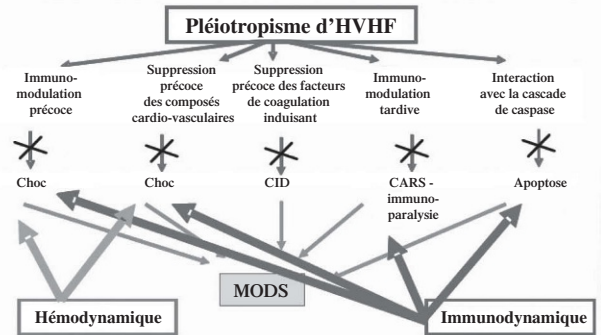 Pléiotropisme d'HVHF
Immuno-
modulation
précoce
Suppression
précoce
des composés
cardio-vasculaires
Suppression
précoce des facteurs
de coagulation
induisant
Immuno-
modulation
tardive
Interaction
avec la cascade
de caspase
Choc
Choc
CID
CARS -
immuno-
paralysie
Apoptose
MODS
Hémodynamique
Immunodynamique